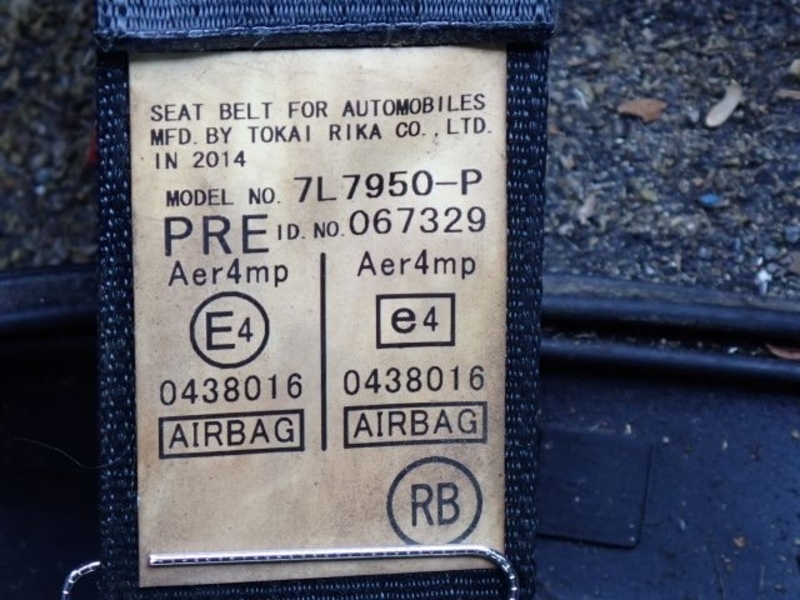 SEAT BELT FOR AUTOMOBILES
MFD. BY TOKAI RIKA CO., LTD.
IN 2014
MODEL NO. 7L7950-P
PRE ID. NO. 067329
Aer4mp Aer4mp
E4 e4
0438016 0438016
AIRBAG AIRBAG
RB